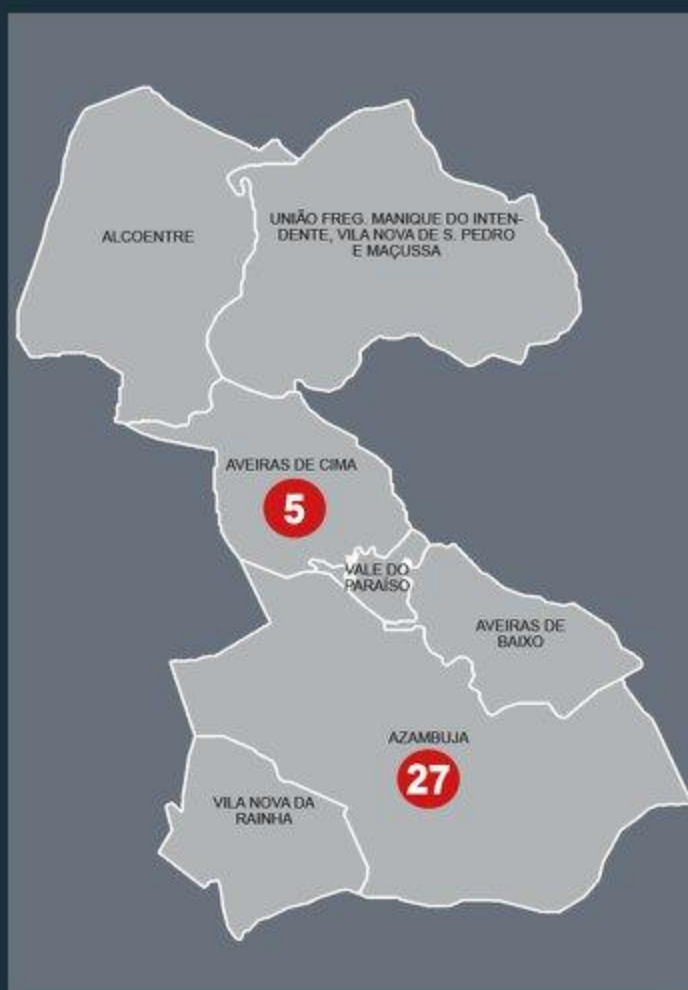 ALCOENTRE
UNIÃO FREG. MANIQUE DO INTEN-
DENTE, VILA NOVA DE S. PEDRO
E MAÇUSSA
AVEIRAS DE CIMA
5
VALE DO
PARAÍSO
AVEIRAS DE
BAIXO
AZAMBUJA
27
VILA NOVA DA
RAINHA